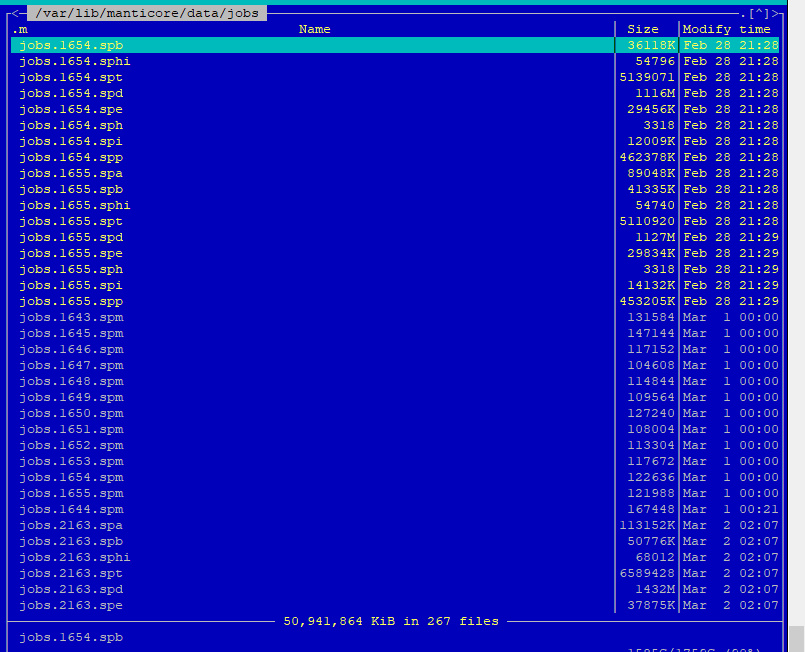 <- /var/lib/manticore/data/jobs .[^]>
.m Name Size Modify time
jobs.1654.spb 36118K Feb 28 21:28
jobs.1654.sphi 54796 Feb 28 21:28
jobs.1654.spt 5139071 Feb 28 21:28
jobs.1654.spd 1116M Feb 28 21:28
jobs.1654.spe 29456K Feb 28 21:28
jobs.1654.sph 3318 Feb 28 21:28
jobs.1654.spi 12009K Feb 28 21:28
jobs.1654.spp 462378K Feb 28 21:28
jobs.1655.spa 89048K Feb 28 21:28
jobs.1655.spb 41335K Feb 28 21:28
jobs.1655.sphi 54740 Feb 28 21:28
jobs.1655.spt 5110920 Feb 28 21:28
jobs.1655.spd 1127M Feb 28 21:29
jobs.1655.spe 29834K Feb 28 21:29
jobs.1655.sph 3318 Feb 28 21:29
jobs.1655.spi 14132K Feb 28 21:29
jobs.1655.spp 453205K Feb 28 21:29
jobs.1643.spm 131584 Mar 1 00:00
jobs.1645.spm 147144 Mar 1 00:00
jobs.1646.spm 117152 Mar 1 00:00
jobs.1647.spm 104608 Mar 1 00:00
jobs.1648.spm 114844 Mar 1 00:00
jobs.1649.spm 109564 Mar 1 00:00
jobs.1650.spm 127240 Mar 1 00:00
jobs.1651.spm 108004 Mar 1 00:00
jobs.1652.spm 113304 Mar 1 00:00
jobs.1653.spm 117672 Mar 1 00:00
jobs.1654.spm 122636 Mar 1 00:00
jobs.1655.spm 121988 Mar 1 00:00
jobs.1644.spm 167448 Mar 1 00:21
jobs.2163.spa 113152K Mar 2 02:07
jobs.2163.spb 50776K Mar 2 02:07
jobs.2163.sphi 68012 Mar 2 02:07
jobs.2163.spt 6589428 Mar 2 02:07
jobs.2163.spd 1432M Mar 2 02:07
jobs.2163.spe 37875K Mar 2 02:07
50,941,864 KiB in 267 files
jobs.1654.spb